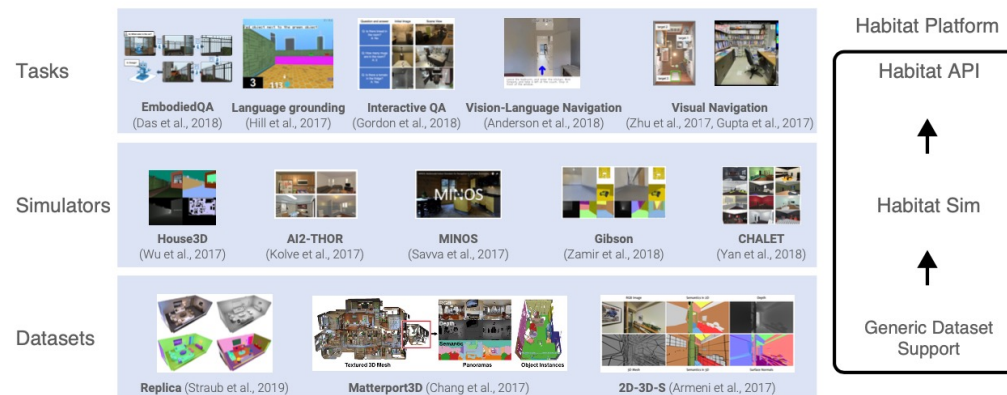 Habitat Platform
Tasks
EmbodiedQA
(Das et al., 2018)
Language grounding
(Hill et al., 2017)
Interactive QA
(Gordon et al., 2018)
Vision-Language Navigation
(Anderson et al., 2018)
Visual Navigation
(Zhu et al., 2017, Gupta et al., 2017)
Habitat API
Simulators
MINOS
House3D
(Wu et al., 2017)
AI2-THOR
(Kolve et al., 2017)
MINOS
(Savva et al., 2017)
Gibson
(Zamir et al., 2018)
CHALET
(Yan et al., 2018)
Habitat Sim
Datasets
Depth
Semantic
Textured 3D Mesh
Panoramas
Object Instances
Replica (Straub et al., 2019)
Matterport3D (Chang et al., 2017)
2D-3D-S (Armeni et al., 2017)
Generic Dataset
Support